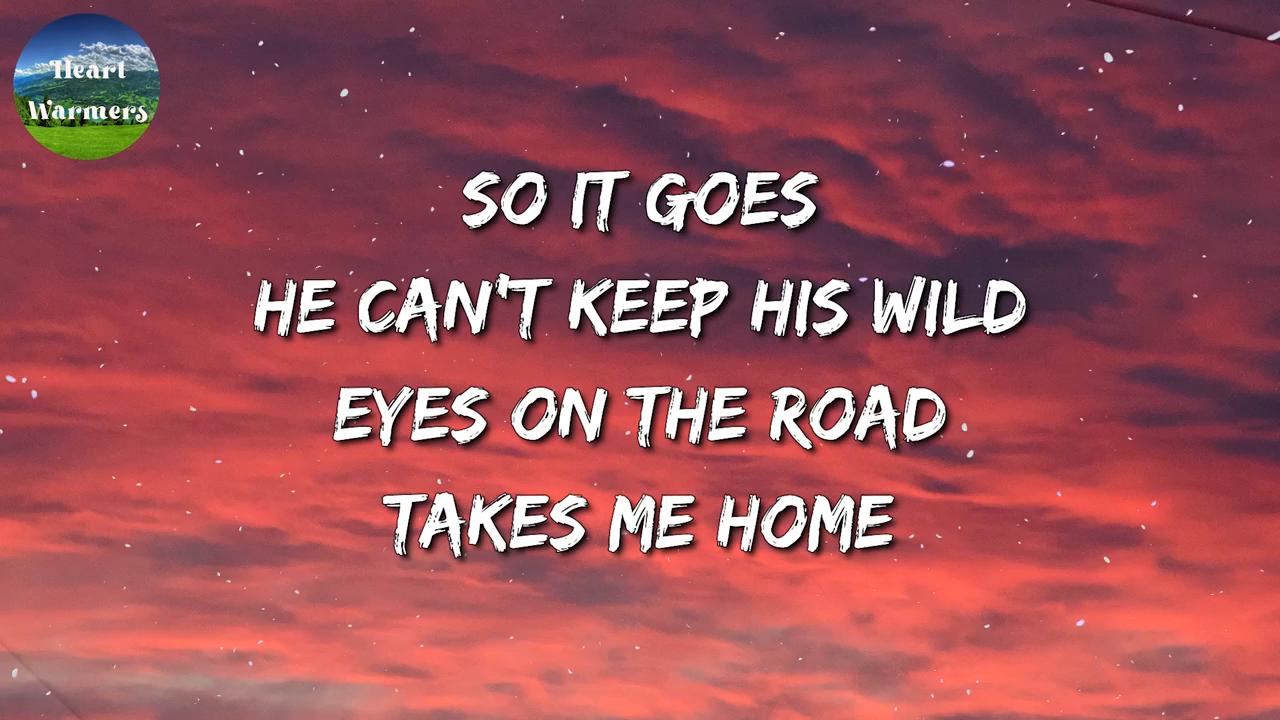 Heart
Warmers
SO IT GOES
HE CAN'T KEEP HIS WILD
EYES ON THE ROAD
TAKES ME HOME